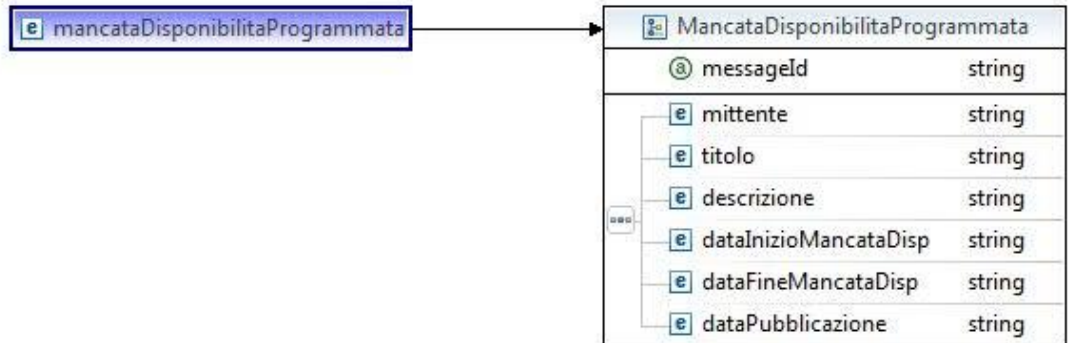 e mancataDisponibilitaProgrammata
MancataDisponibilitaProgrammata
a messageId string
e mittente string
e titolo string
e descrizione string
e dataInizioMancataDisp string
e dataFineMancataDisp string
e dataPubblicazione string